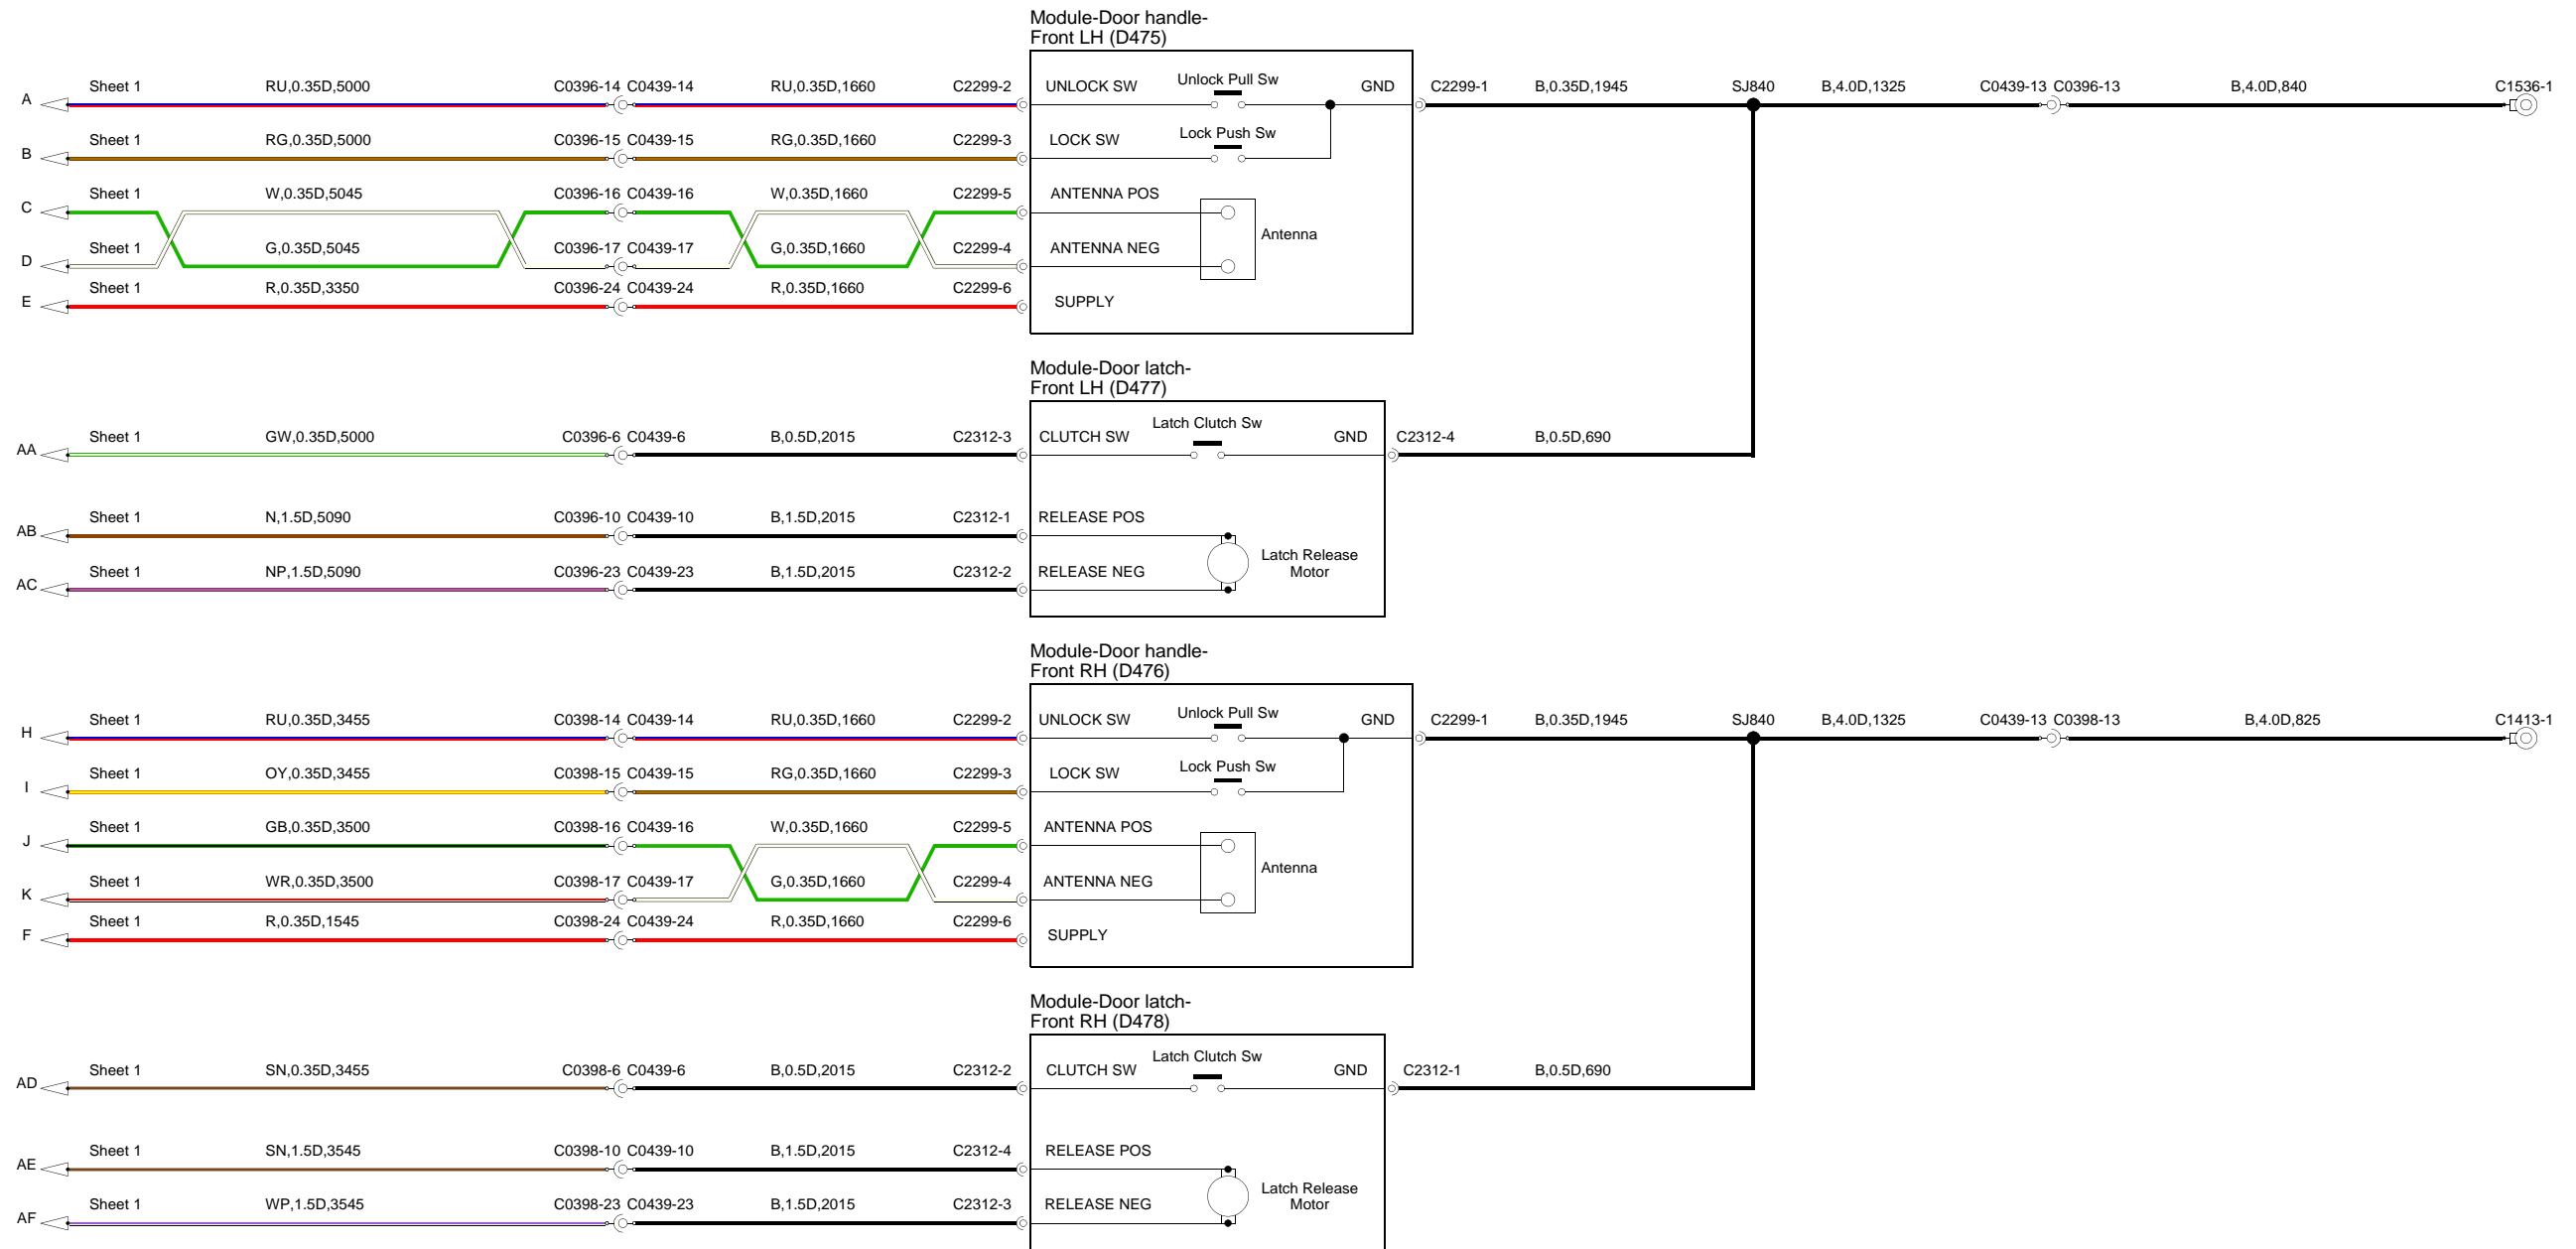 Module-Door handle-
Front LH (D475)
A Sheet 1 RU,0.35D,5000 C0396-14 C0439-14 RU,0.35D,1660 C2299-2 UNLOCK SW Unlock Pull Sw GND C2299-1 B,0.35D,1945 SJ840 B,4.0D,1325 C0439-13 C0396-13 B,4.0D,840 C1536-1
B Sheet 1 RG,0.35D,5000 C0396-15 C0439-15 RG,0.35D,1660 C2299-3 LOCK SW Lock Push Sw
C Sheet 1 W,0.35D,5045 C0396-16 C0439-16 W,0.35D,1660 C2299-5 ANTENNA POS
Antenna
D Sheet 1 G,0.35D,5045 C0396-17 C0439-17 G,0.35D,1660 C2299-4 ANTENNA NEG
E Sheet 1 R,0.35D,3350 C0396-24 C0439-24 R,0.35D,1660 C2299-6 SUPPLY
Module-Door latch-
Front LH (D477)
AA Sheet 1 GW,0.35D,5000 C0396-6 C0439-6 B,0.5D,2015 C2312-3 CLUTCH SW Latch Clutch Sw GND C2312-4 B,0.5D,690
AB Sheet 1 N,1.5D,5090 C0396-10 C0439-10 B,1.5D,2015 C2312-1 RELEASE POS
Latch Release
Motor
AC Sheet 1 NP,1.5D,5090 C0396-23 C0439-23 B,1.5D,2015 C2312-2 RELEASE NEG
Module-Door handle-
Front RH (D476)
H Sheet 1 RU,0.35D,3455 C0398-14 C0439-14 RU,0.35D,1660 C2299-2 UNLOCK SW Unlock Pull Sw GND C2299-1 B,0.35D,1945 SJ840 B,4.0D,1325 C0439-13 C0398-13 B,4.0D,825 C1413-1
I Sheet 1 OY,0.35D,3455 C0398-15 C0439-15 RG,0.35D,1660 C2299-3 LOCK SW Lock Push Sw
J Sheet 1 GB,0.35D,3500 C0398-16 C0439-16 W,0.35D,1660 C2299-5 ANTENNA POS
Antenna
K Sheet 1 WR,0.35D,3500 C0398-17 C0439-17 G,0.35D,1660 C2299-4 ANTENNA NEG
F Sheet 1 R,0.35D,1545 C0398-24 C0439-24 R,0.35D,1660 C2299-6 SUPPLY
Module-Door latch-
Front RH (D478)
AD Sheet 1 SN,0.35D,3455 C0398-6 C0439-6 B,0.5D,2015 C2312-2 CLUTCH SW Latch Clutch Sw GND C2312-1 B,0.5D,690
AE Sheet 1 SN,1.5D,3545 C0398-10 C0439-10 B,1.5D,2015 C2312-4 RELEASE POS
Latch Release
Motor
AF Sheet 1 WP,1.5D,3545 C0398-23 C0439-23 B,1.5D,2015 C2312-3 RELEASE NEG